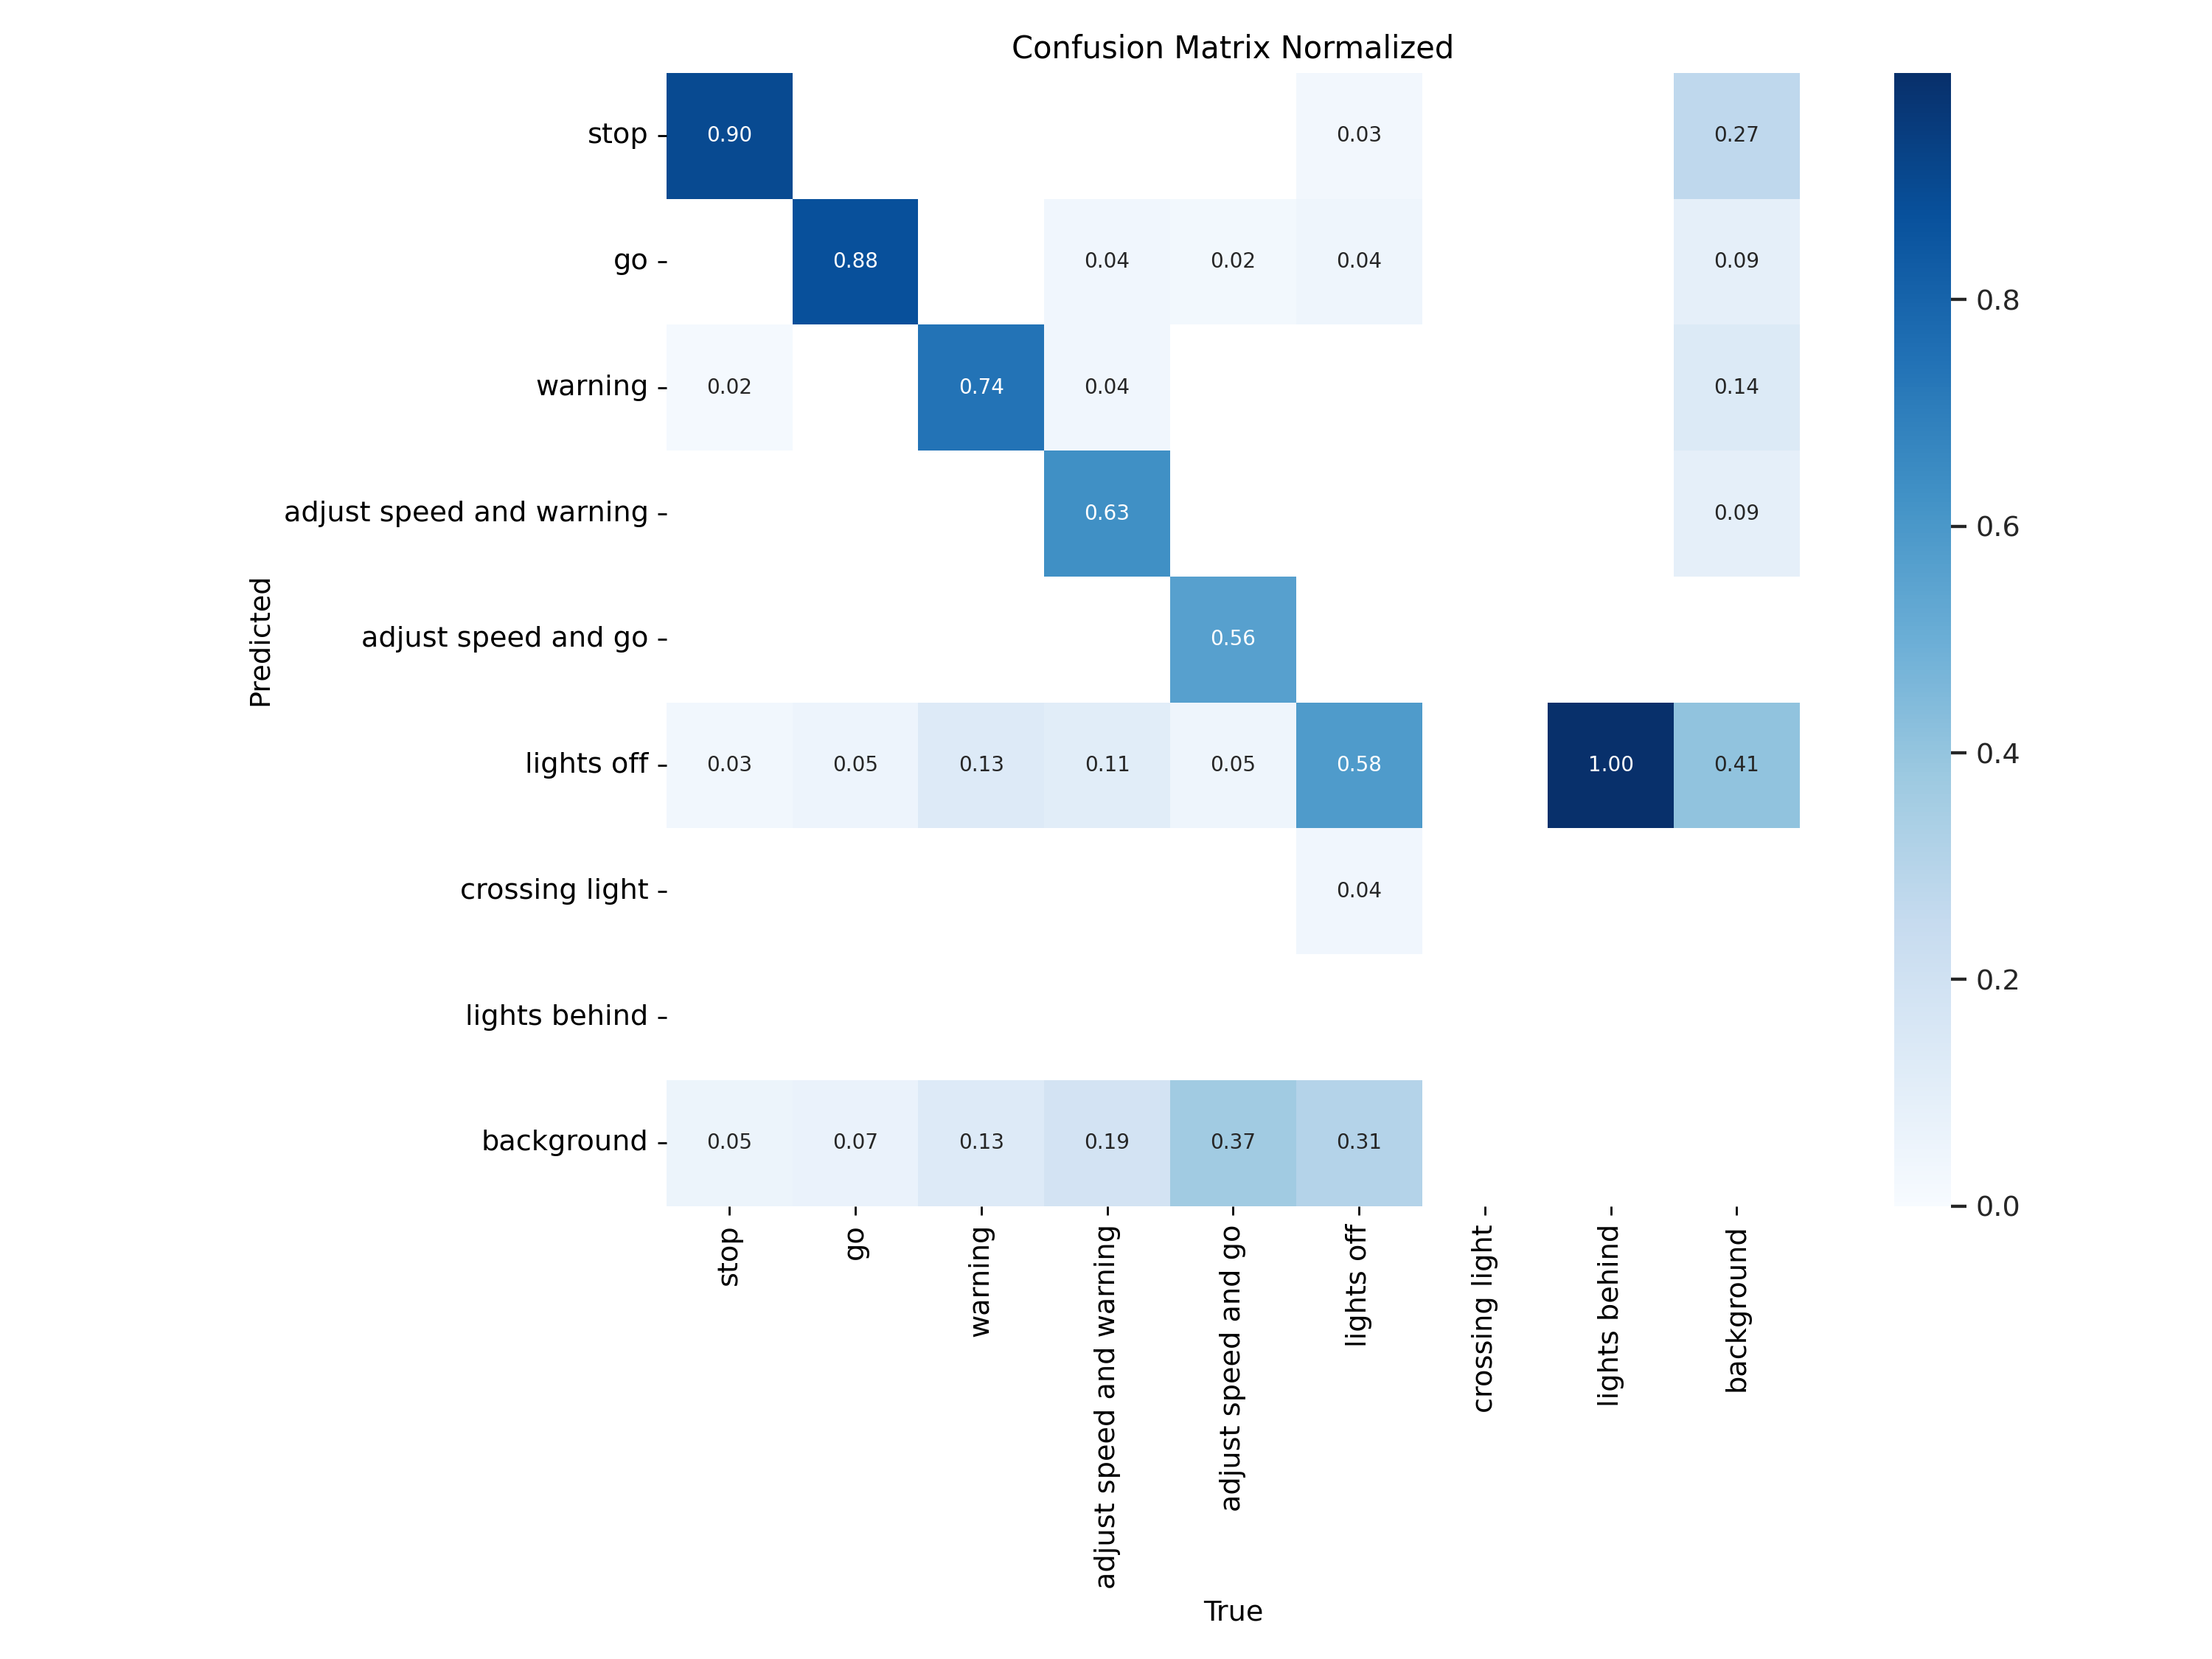 Confusion Matrix Normalized
stop
0.90
0.03
0.27
go
0.88
0.04
0.02
0.04
0.09
0.8
warning
0.02
0.74
0.04
0.14
adjust speed and warning
0.63
0.09
0.6
Predicted
adjust speed and go
0.56
lights off
0.03
0.05
0.13
0.11
0.05
0.58
1.00
0.41
0.4
crossing light
0.04
0.2
lights behind
background
0.05
0.07
0.13
0.19
0.37
0.31
0.0
stop
go
warning
adjust speed and warning
adjust speed and go
lights off
crossing light
lights behind
background
True